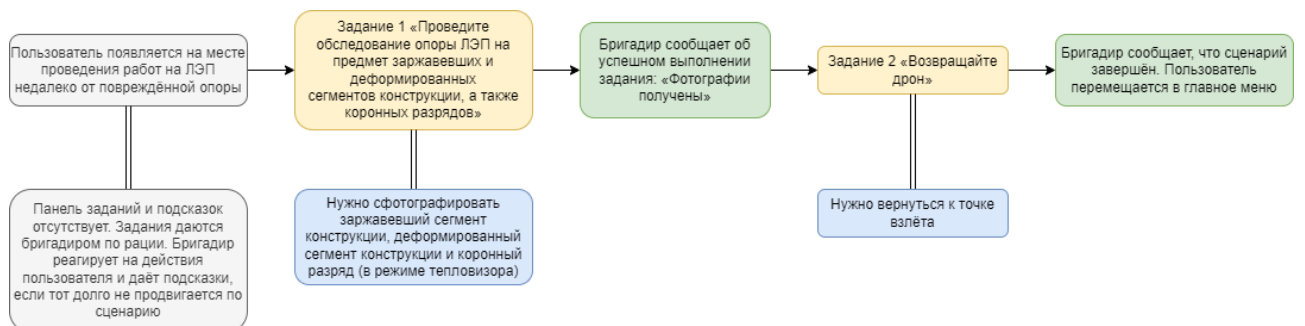 Пользователь появляется на месте
проведения работ на ЛЭП
недалеко от повреждённой опоры
Задание 1 «Проведите
обследование опоры ЛЭП на
предмет заржавевших и
деформированных
сегментов конструкции, а также
коронных разрядов»
Бригадир сообщает об
успешном выполнении
задания: «Фотографии
получены»
Задание 2 «Возвращайте
дрон»
Бригадир сообщает, что сценарий
завершён. Пользователь
перемещается в главное меню
Панель заданий и подсказок
отсутствует. Задания даются
бригадиром по рации. Бригадир
реагирует на действия
пользователя и даёт подсказки,
если тот долго не продвигается по
сценарию
Нужно сфотографировать
заржавевший сегмент
конструкции, деформированный
сегмент конструкции и коронный
разряд (в режиме тепловизора)
Нужно вернуться к точке
взлёта